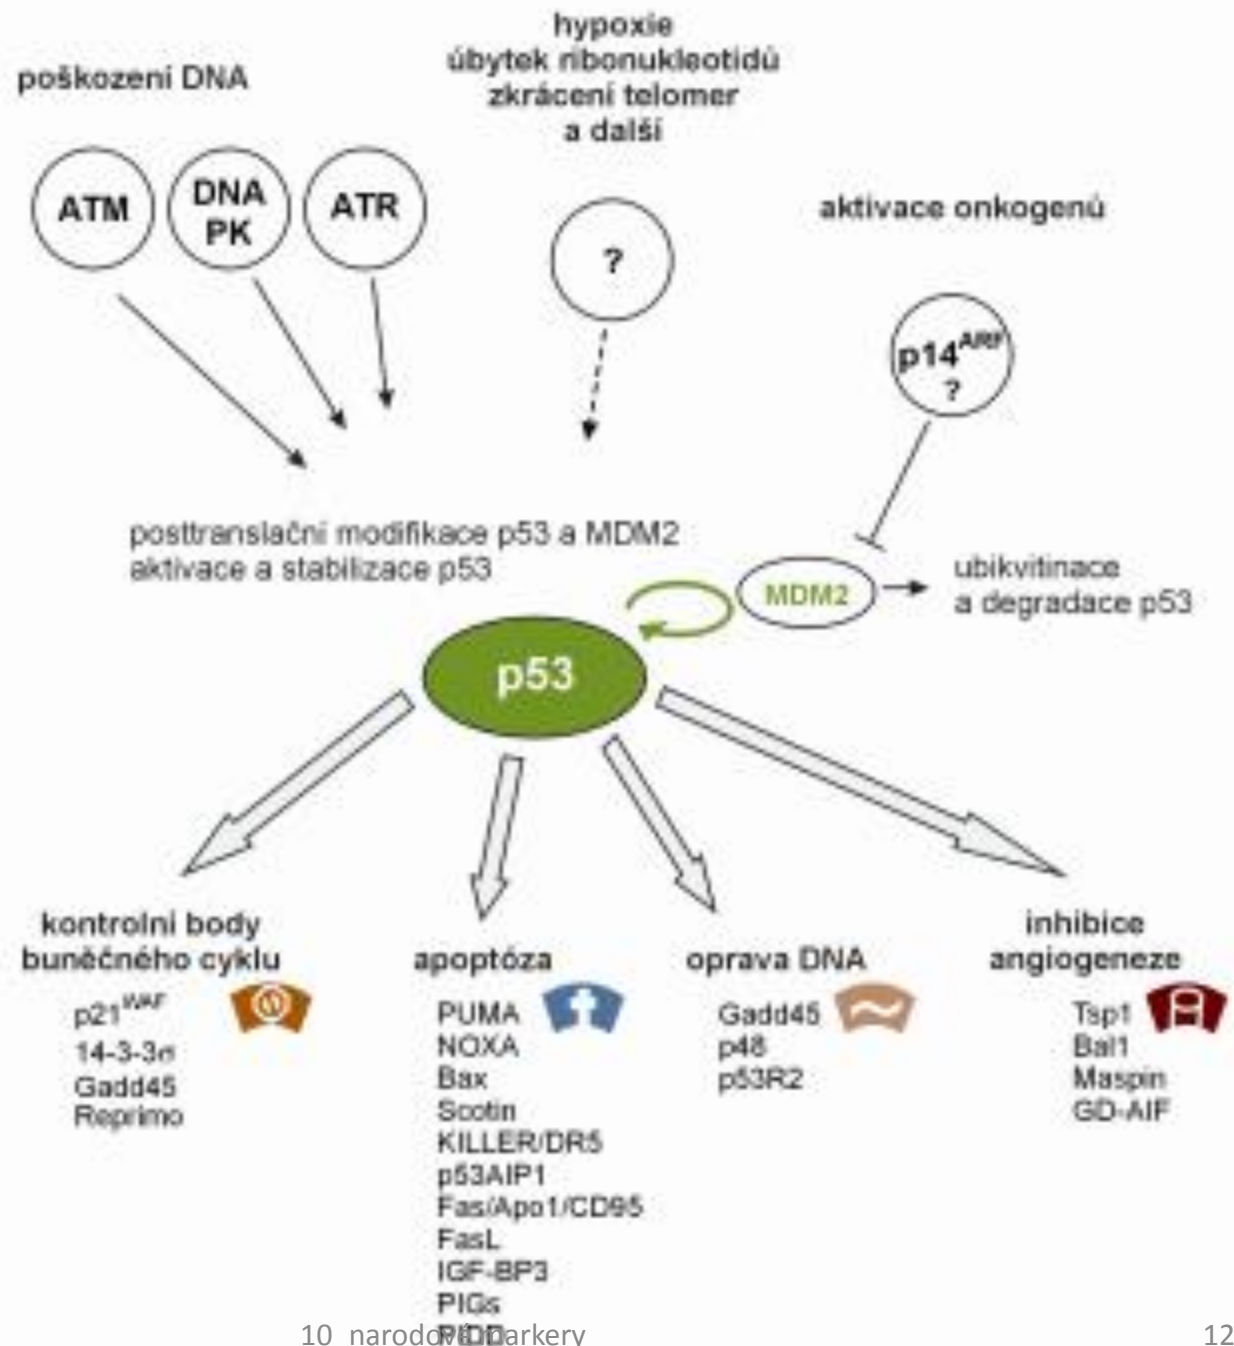 poškození DNA
hypoxie
úbytek ribonukleotidů
zkrácení telomer
a další
ATM
DNA
PK
ATR
?
aktivace onkogenů
p14ARF
?
posttranslační modifikace p53 a MDM2
aktivace a stabilizace p53
MDM2
ubikvitinace
a degradace p53
p53
kontrolní body
buněčného cyklu
p21WAF
14-3-3σ
Gadd45
Reprimo
apoptóza
PUMA
NOXA
Bax
Scotin
KILLER/DR5
p53AIP1
Fas/Apo1/CD95
FasL
IGF-BP3
PIGs
oprava DNA
Gadd45
p48
p53R2
inhibice
angiogeneze
Tsp1
BaI1
Maspin
GD-AIF
10 markery
12